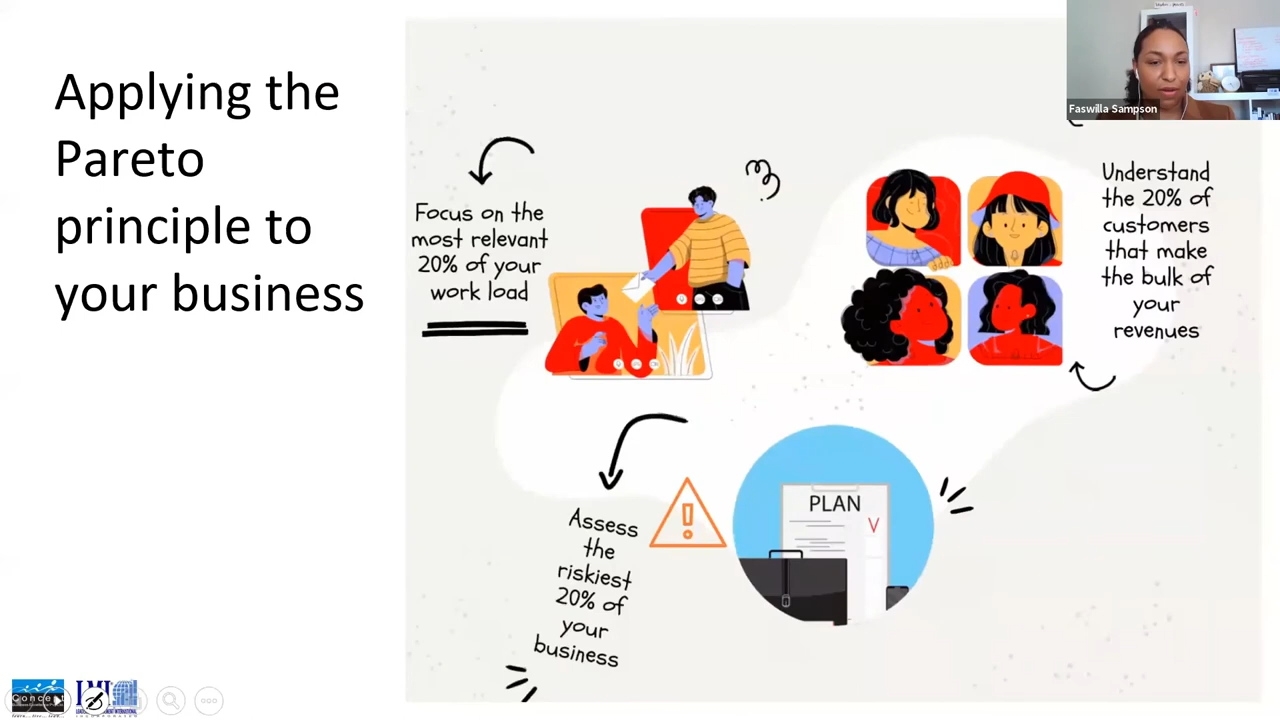 Applying the
Pareto
principle to
your business
Focus on the
most relevant
20% of your
work load
Understand
the 20% of
customers
that make
the bulk of
your
revenues
Assess
the
riskiest
20% of
your
business
PLAN
V
Faswilla Sampson